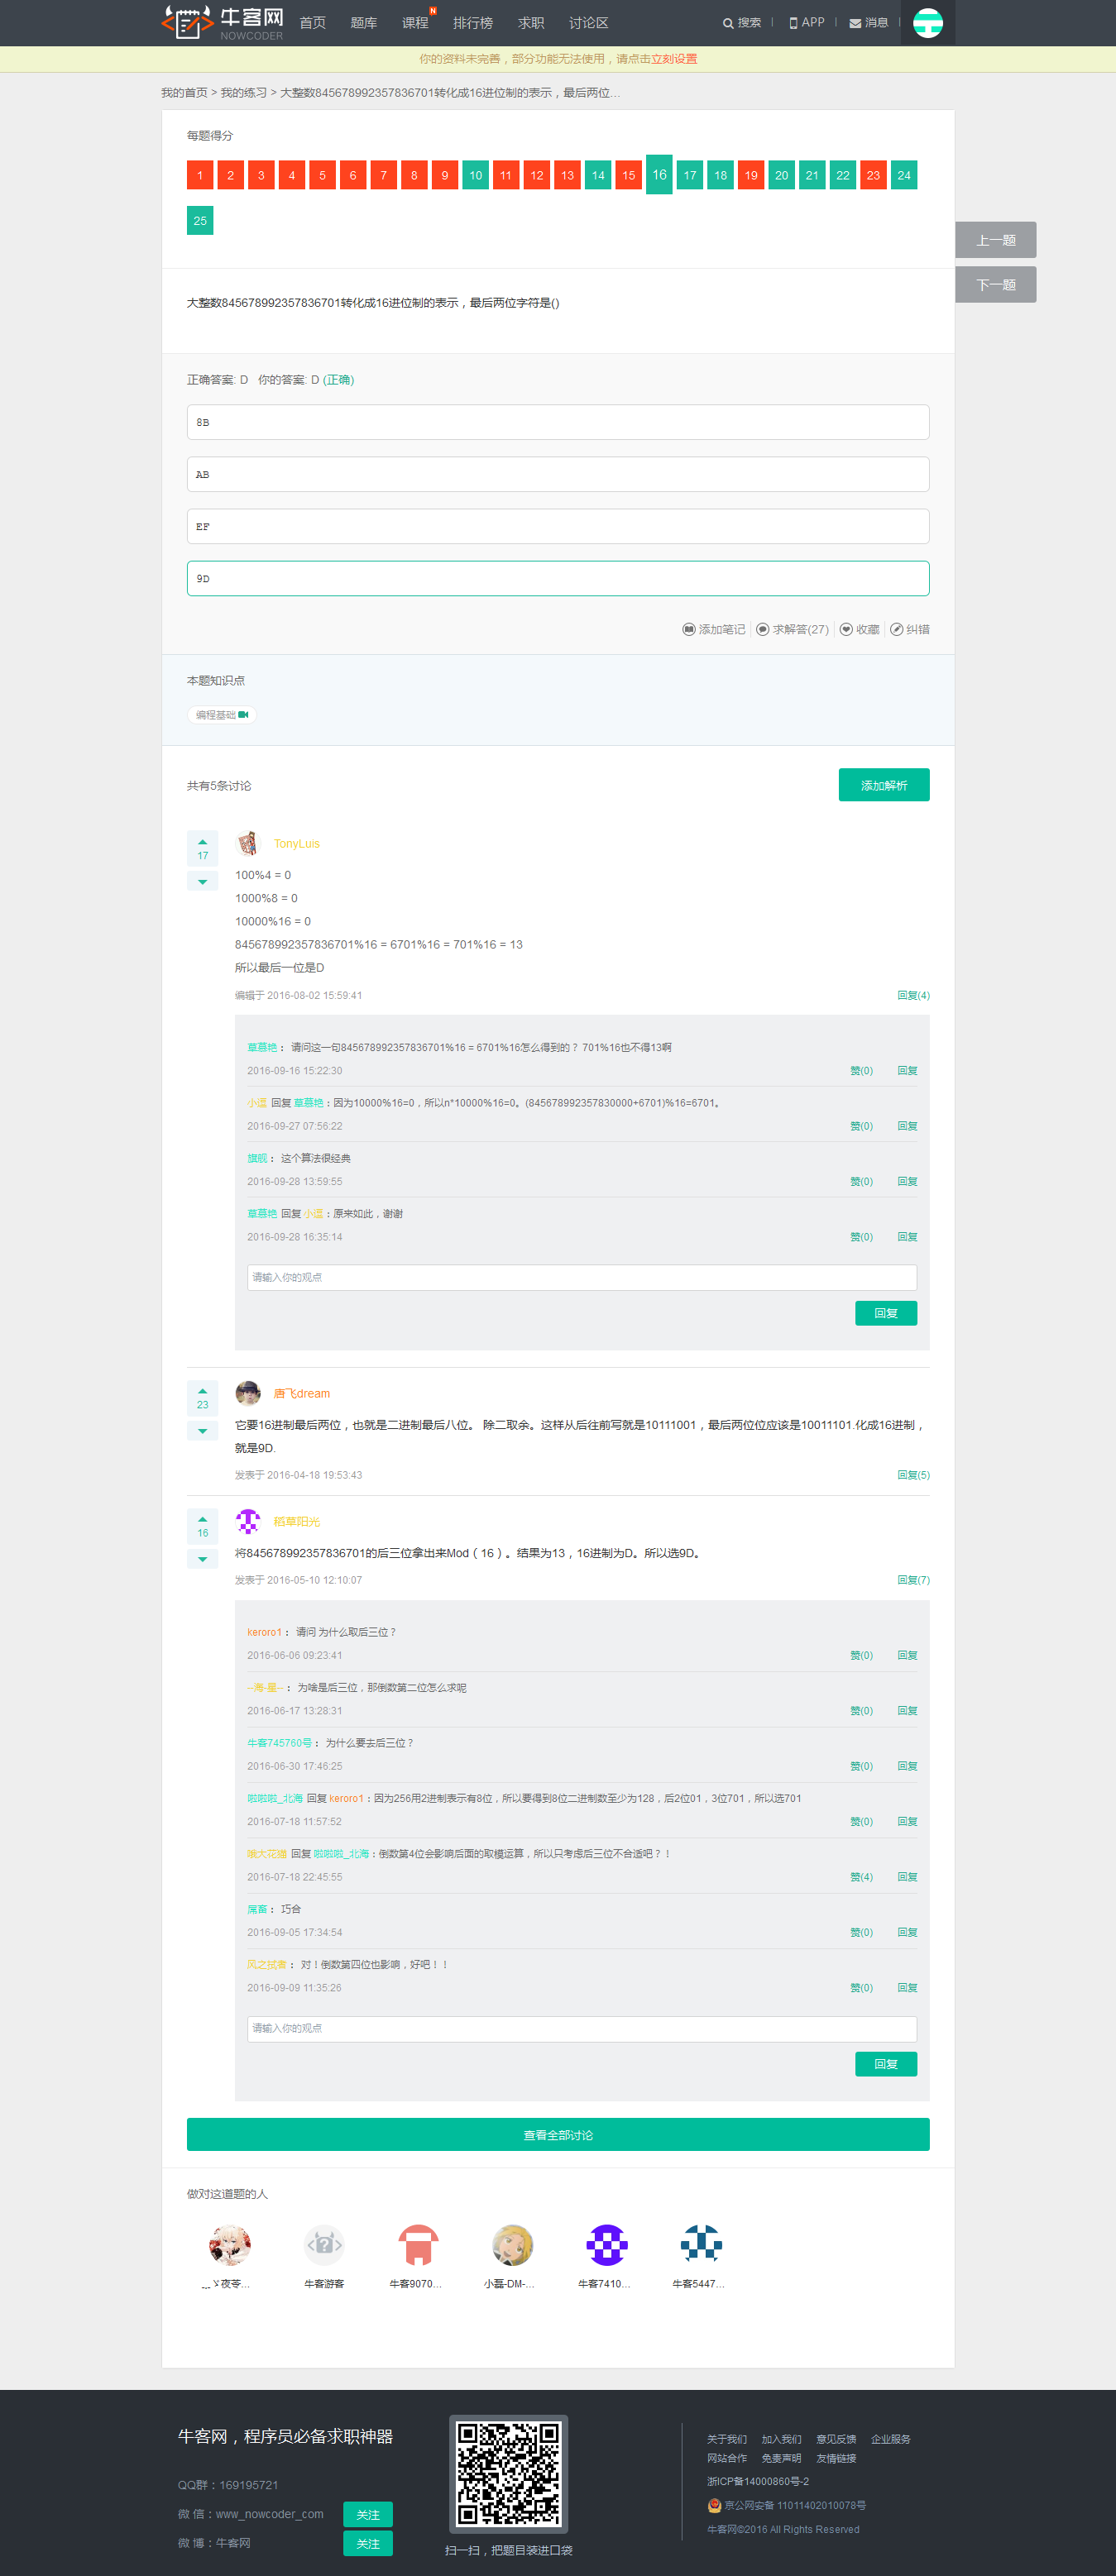 牛客网
NOWCODER
首页 题库 课程 N 排行榜 求职 讨论区 搜索 APP 消息
你的资料未完善，部分功能无法使用，请点击立刻设置
我的首页 > 我的练习 > 大整数845678992357836701转化成16进位制的表示，最后两位...
每题得分
1 2 3 4 5 6 7 8 9 10 11 12 13 14 15 16 17 18 19 20 21 22 23 24
25
上一题
下一题
大整数845678992357836701转化成16进位制的表示，最后两位字符是()
正确答案: D 你的答案: D (正确)
8B
AB
EF
9D
添加笔记 求解答(27) 收藏 纠错
本题知识点
编程基础
共有5条讨论 添加解析
17
TonyLuis
100%4 = 0
1000%8 = 0
10000%16 = 0
845678992357836701%16 = 6701%16 = 701%16 = 13
所以最后一位是D
编辑于 2016-08-02 15:59:41 回复(4)
草慕艳： 请问这一句845678992357836701%16 = 6701%16怎么得到的？ 701%16也不得13啊
2016-09-16 15:22:30 赞(0) 回复
回复 草慕艳：因为10000%16=0，所以n*10000%16=0。(845678992357830000+6701)%16=6701。
2016-09-27 07:56:22 赞(0) 回复
旗舰： 这个算法很经典
2016-09-28 13:59:55 赞(0) 回复
草慕艳 回复 ：原来如此，谢谢
2016-09-28 16:35:14 赞(0) 回复
请输入你的观点
回复
23
唐飞dream
它要16进制最后两位，也就是二进制最后八位。 除二取余。这样从后往前写就是10111001，最后两位位应该是10011101.化成16进制，
就是9D.
发表于 2016-04-18 19:53:43 回复(5)
16
稻草阳光
将845678992357836701的后三位拿出来Mod（16）。结果为13，16进制为D。所以选9D。
发表于 2016-05-10 12:10:07 回复(7)
keroro1： 请问 为什么取后三位？
2016-06-06 09:23:41 赞(0) 回复
--海-星--： 为啥是后三位，那倒数第二位怎么求呢
2016-06-17 13:28:31 赞(0) 回复
牛客745760号： 为什么要去后三位？
2016-06-30 17:46:25 赞(0) 回复
啦啦啦_北海 回复 keroro1：因为256用2进制表示有8位，所以要得到8位二进制数至少为128，后2位01，3位701，所以选701
2016-07-18 11:57:52 赞(0) 回复
哦大花猫 回复 啦啦啦_北海：倒数第4位会影响后面的取模运算，所以只考虑后三位不合适吧？！
2016-07-18 22:45:55 赞(4) 回复
屌畜： 巧合
2016-09-05 17:34:54 赞(0) 回复
风之拭者： 对！倒数第四位也影响，好吧！！
2016-09-09 11:35:26 赞(0) 回复
请输入你的观点
回复
查看全部讨论
做对这道题的人
丶夜苓... 牛客游客 牛客9070... 小磊-DM-... 牛客7410... 牛客5447...
牛客网，程序员必备求职神器
QQ群：169195721
微 信：www_nowcoder_com 关注
微 博：牛客网 关注
扫一扫，把题目装进口袋
关于我们 加入我们 意见反馈 企业服务
网站合作 免责声明 友情链接
浙ICP备14000860号-2
京公网安备 11011402010078号
牛客网©2016 All Rights Reserved